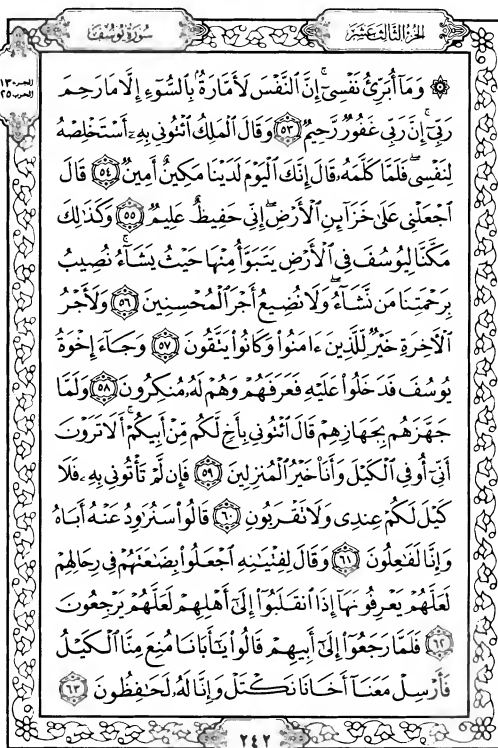 الجزء الثالث عشر
سورة يوسف
الجزء ١٣
الحزب ٢٥
۞ وَمَآ أُبَرِّئُ نَفْسِىٓ ۚ إِنَّ ٱلنَّفْسَ لَأَمَّارَةٌۢ بِٱلسُّوٓءِ إِلَّا مَا رَحِمَ
رَبِّىٓ ۚ إِنَّ رَبِّى غَفُورٌ رَّحِيمٌ ٥٣ وَقَالَ ٱلْمَلِكُ ٱئْتُونِى بِهِۦٓ أَسْتَخْلِصْهُ
لِنَفْسِى ۖ فَلَمَّا كَلَّمَهُۥ قَالَ إِنَّكَ ٱلْيَوْمَ لَدَيْنَا مَكِينٌ أَمِينٌ ٥٤ قَالَ
ٱجْعَلْنِى عَلَىٰ خَزَآئِنِ ٱلْأَرْضِ ۖ إِنِّى حَفِيظٌ عَلِيمٌ ٥٥ وَكَذَٰلِكَ
مَكَّنَّا لِيُوسُفَ فِى ٱلْأَرْضِ يَتَبَوَّأُ مِنْهَا حَيْثُ يَشَآءُ ۚ نُصِيبُ
بِرَحْمَتِنَا مَن نَّشَآءُ ۖ وَلَا نُضِيعُ أَجْرَ ٱلْمُحْسِنِينَ ٥٦ وَلَأَجْرُ
ٱلْـَٔاخِرَةِ خَيْرٌ لِّلَّذِينَ ءَامَنُوا۟ وَكَانُوا۟ يَتَّقُونَ ٥٧ وَجَآءَ إِخْوَةُ
يُوسُفَ فَدَخَلُوا۟ عَلَيْهِ فَعَرَفَهُمْ وَهُمْ لَهُۥ مُنكِرُونَ ٥٨ وَلَمَّا
جَهَّزَهُم بِجَهَازِهِمْ قَالَ ٱئْتُونِى بِأَخٍ لَّكُم مِّنْ أَبِيكُمْ ۚ أَلَا تَرَوْنَ
أَنِّىٓ أُوفِى ٱلْكَيْلَ وَأَنَا۠ خَيْرُ ٱلْمُنزِلِينَ ٥٩ فَإِن لَّمْ تَأْتُونِى بِهِۦ فَلَا
كَيْلَ لَكُمْ عِندِى وَلَا تَقْرَبُونِ ٦٠ قَالُوا۟ سَنُرَٰوِدُ عَنْهُ أَبَاهُ
وَإِنَّا لَفَٰعِلُونَ ٦١ وَقَالَ لِفِتْيَٰنِهِ ٱجْعَلُوا۟ بِضَٰعَتَهُمْ فِى رِحَالِهِمْ
لَعَلَّهُمْ يَعْرِفُونَهَآ إِذَا ٱنقَلَبُوٓا۟ إِلَىٰٓ أَهْلِهِمْ لَعَلَّهُمْ يَرْجِعُونَ
٦٢ فَلَمَّا رَجَعُوٓا۟ إِلَىٰٓ أَبِيهِمْ قَالُوا۟ يَٰٓأَبَانَا مُنِعَ مِنَّا ٱلْكَيْلُ
فَأَرْسِلْ مَعَنَآ أَخَانَا نَكْتَلْ وَإِنَّا لَهُۥ لَحَٰفِظُونَ ٦٣
٢٤٢